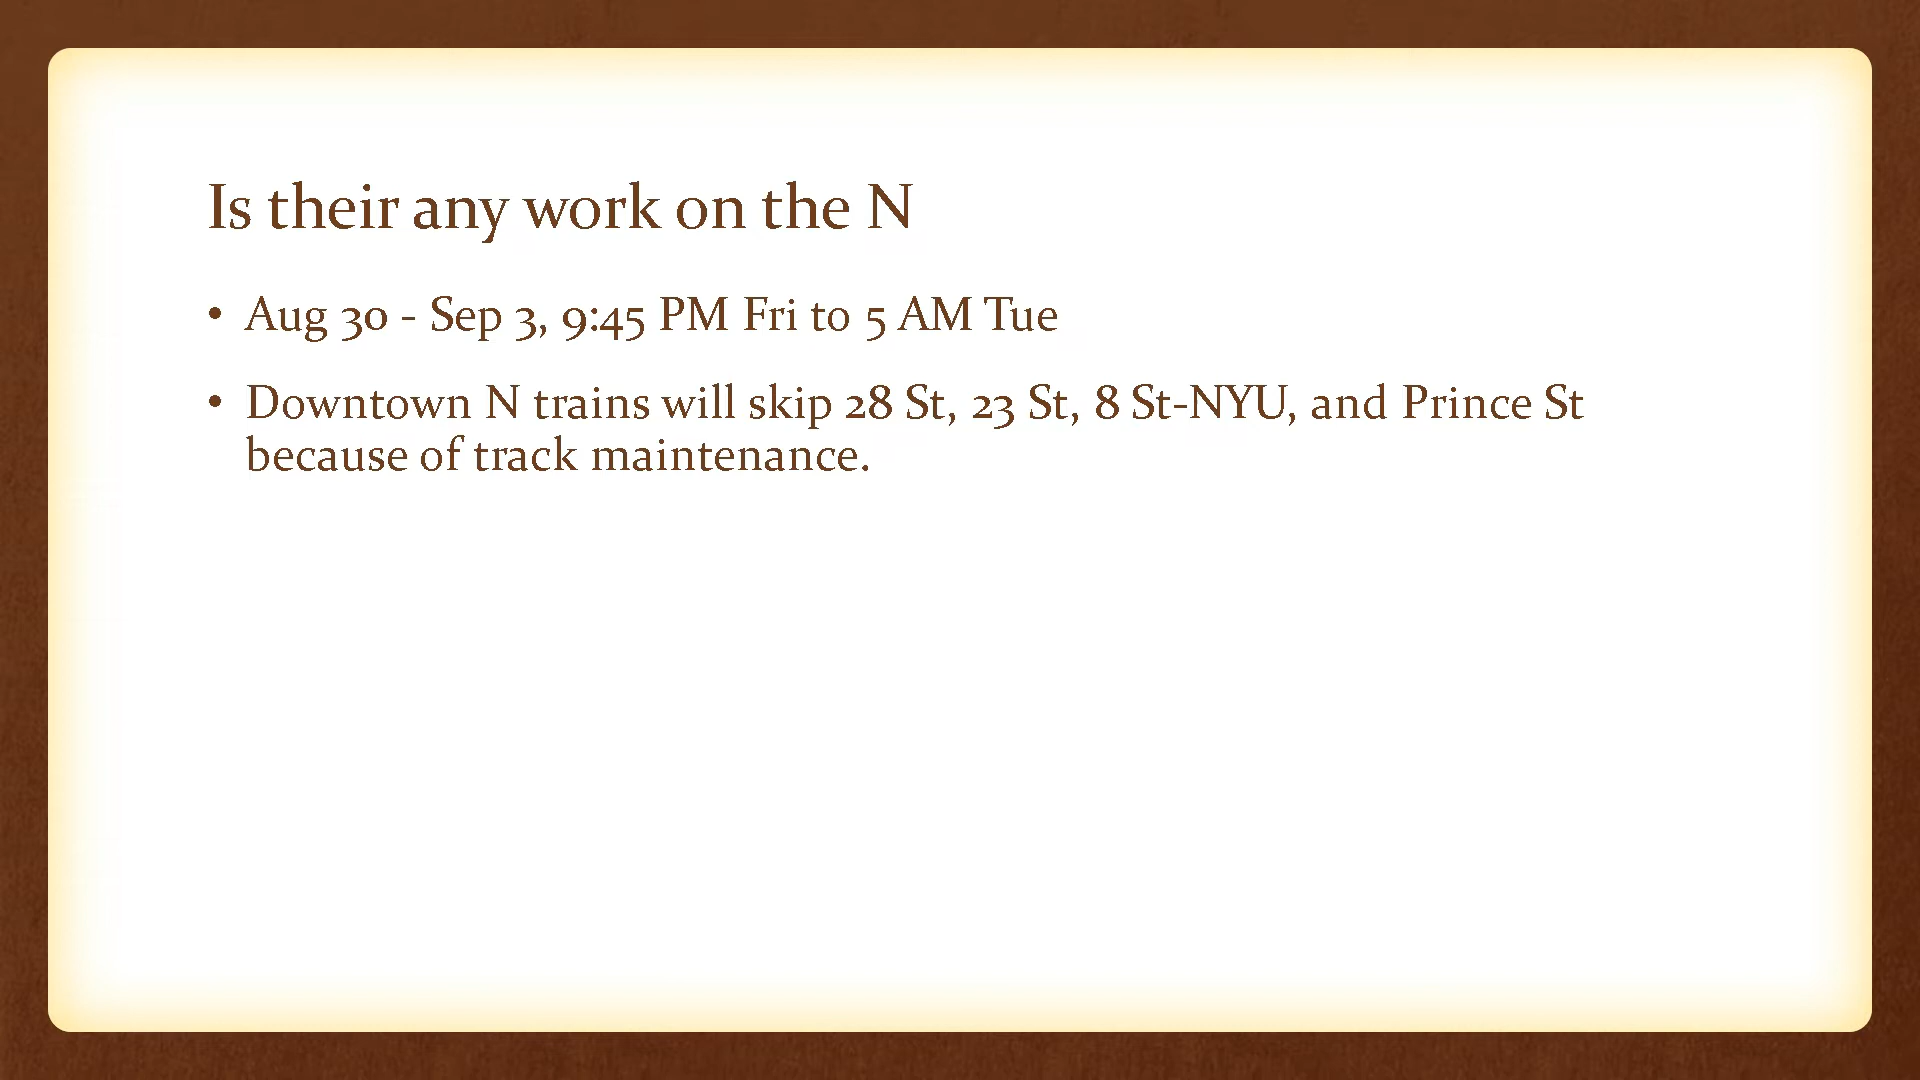 Is their any work on the N
• Aug 30 - Sep 3, 9:45 PM Fri to 5 AM Tue
• Downtown N trains will skip 28 St, 23 St, 8 St-NYU, and Prince St
because of track maintenance.